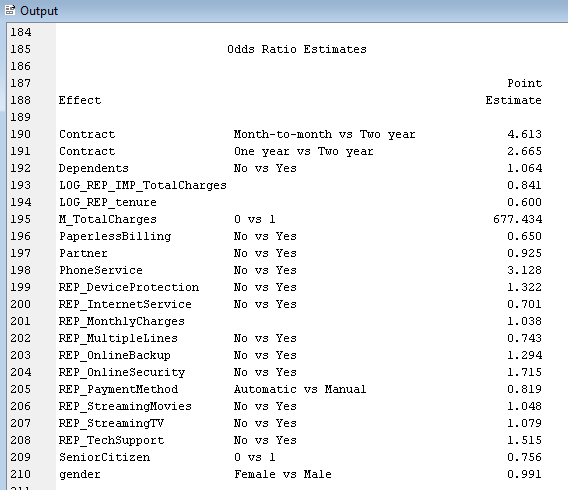 Output
184
185 Odds Ratio Estimates
186
187 Point
188 Effect Estimate
189
190 Contract Month-to-month vs Two year 4.613
191 Contract One year vs Two year 2.665
192 Dependents No vs Yes 1.064
193 LOG_REP_IMP_TotalCharges 0.841
194 LOG_REP_tenure 0.600
195 M_TotalCharges 0 vs 1 677.434
196 PaperlessBilling No vs Yes 0.650
197 Partner No vs Yes 0.925
198 PhoneService No vs Yes 3.128
199 REP_DeviceProtection No vs Yes 1.322
200 REP_InternetService No vs Yes 0.701
201 REP_MonthlyCharges 1.038
202 REP_MultipleLines No vs Yes 0.743
203 REP_OnlineBackup No vs Yes 1.294
204 REP_OnlineSecurity No vs Yes 1.715
205 REP_PaymentMethod Automatic vs Manual 0.819
206 REP_StreamingMovies No vs Yes 1.048
207 REP_StreamingTV No vs Yes 1.079
208 REP_TechSupport No vs Yes 1.515
209 SeniorCitizen 0 vs 1 0.756
210 gender Female vs Male 0.991